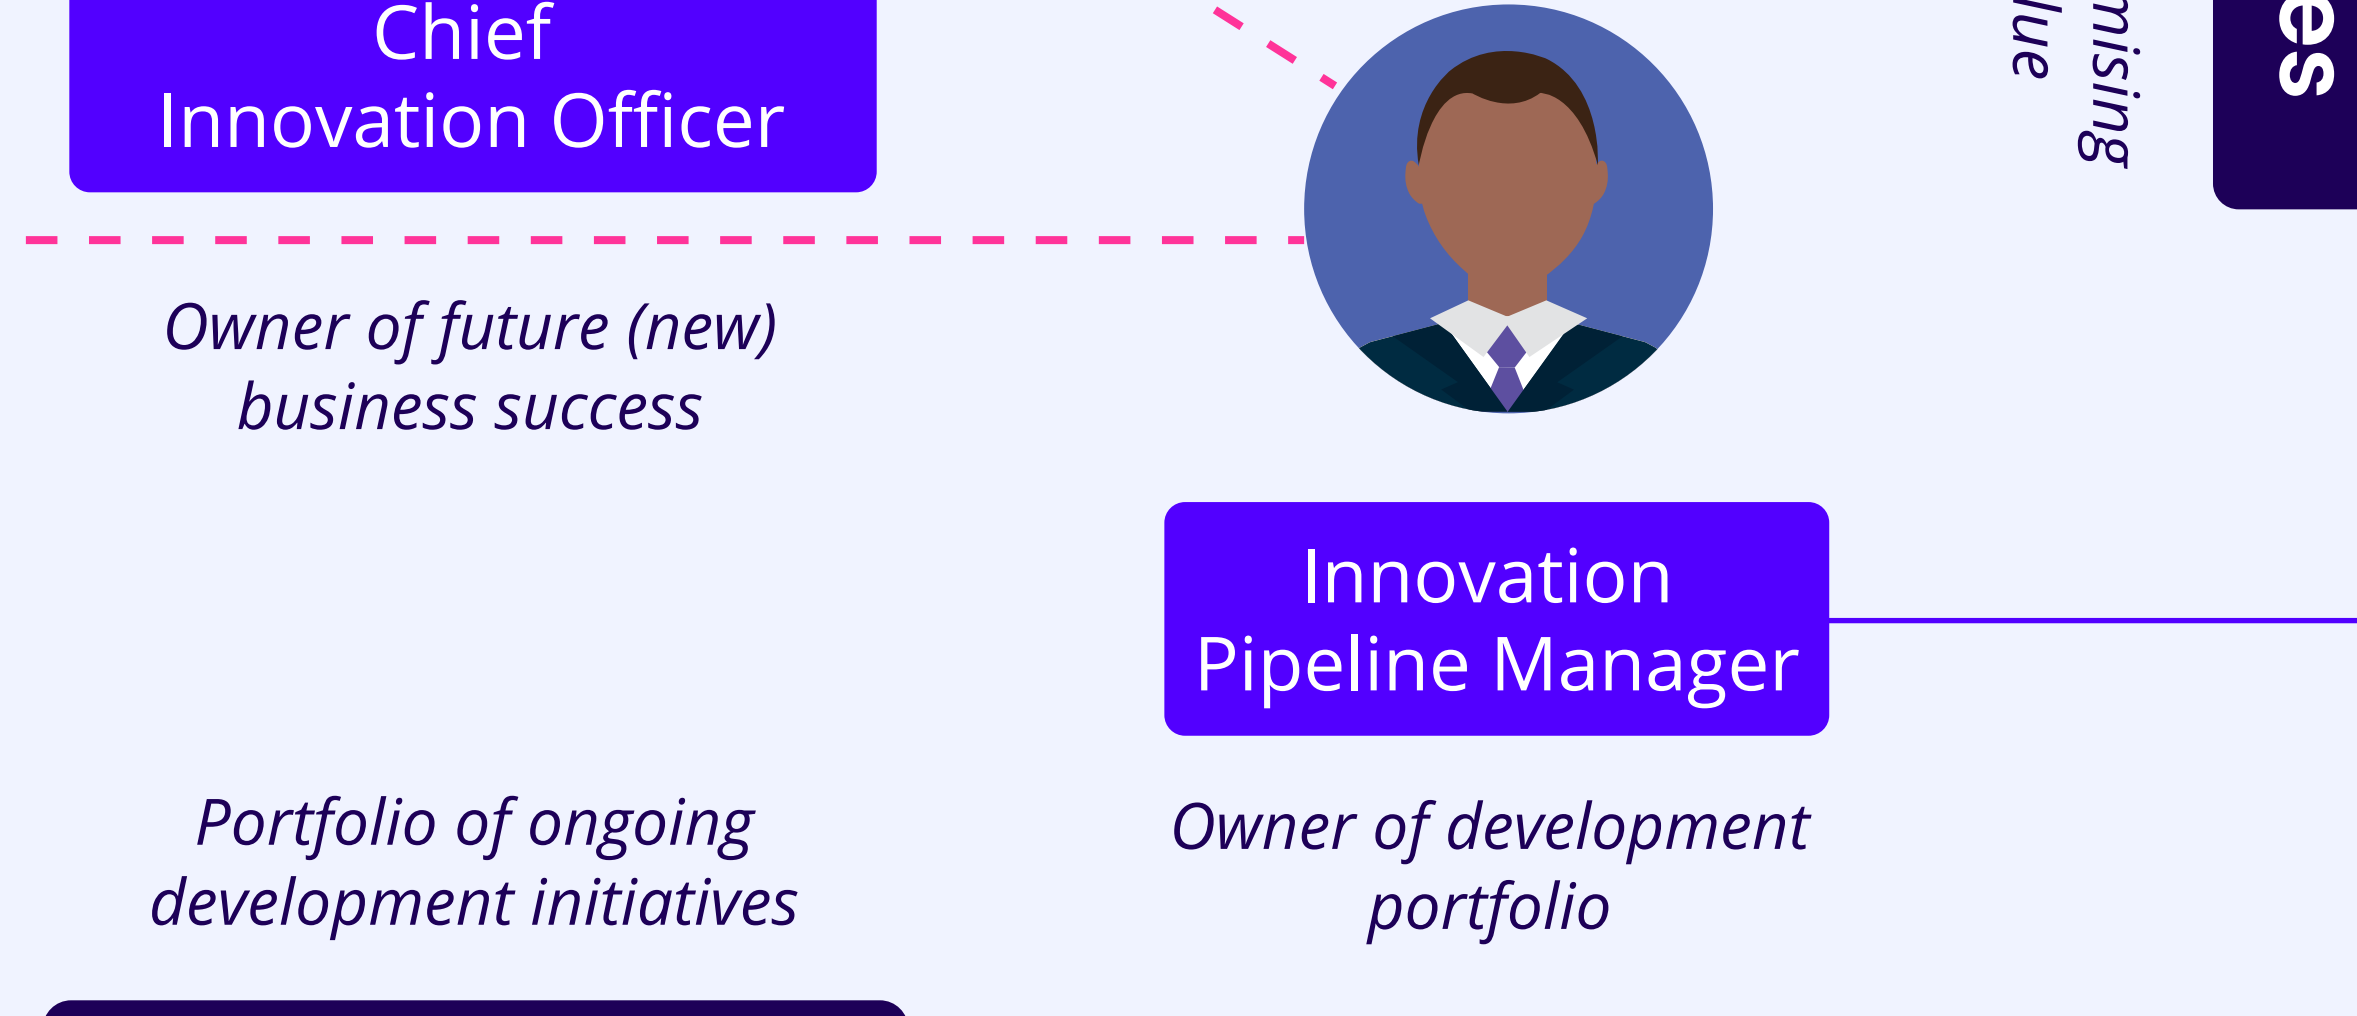 Chief
Innovation Officer
Owner of future (new)
business success
Innovation
Pipeline Manager
Portfolio of ongoing
development initiatives
Owner of development
portfolio